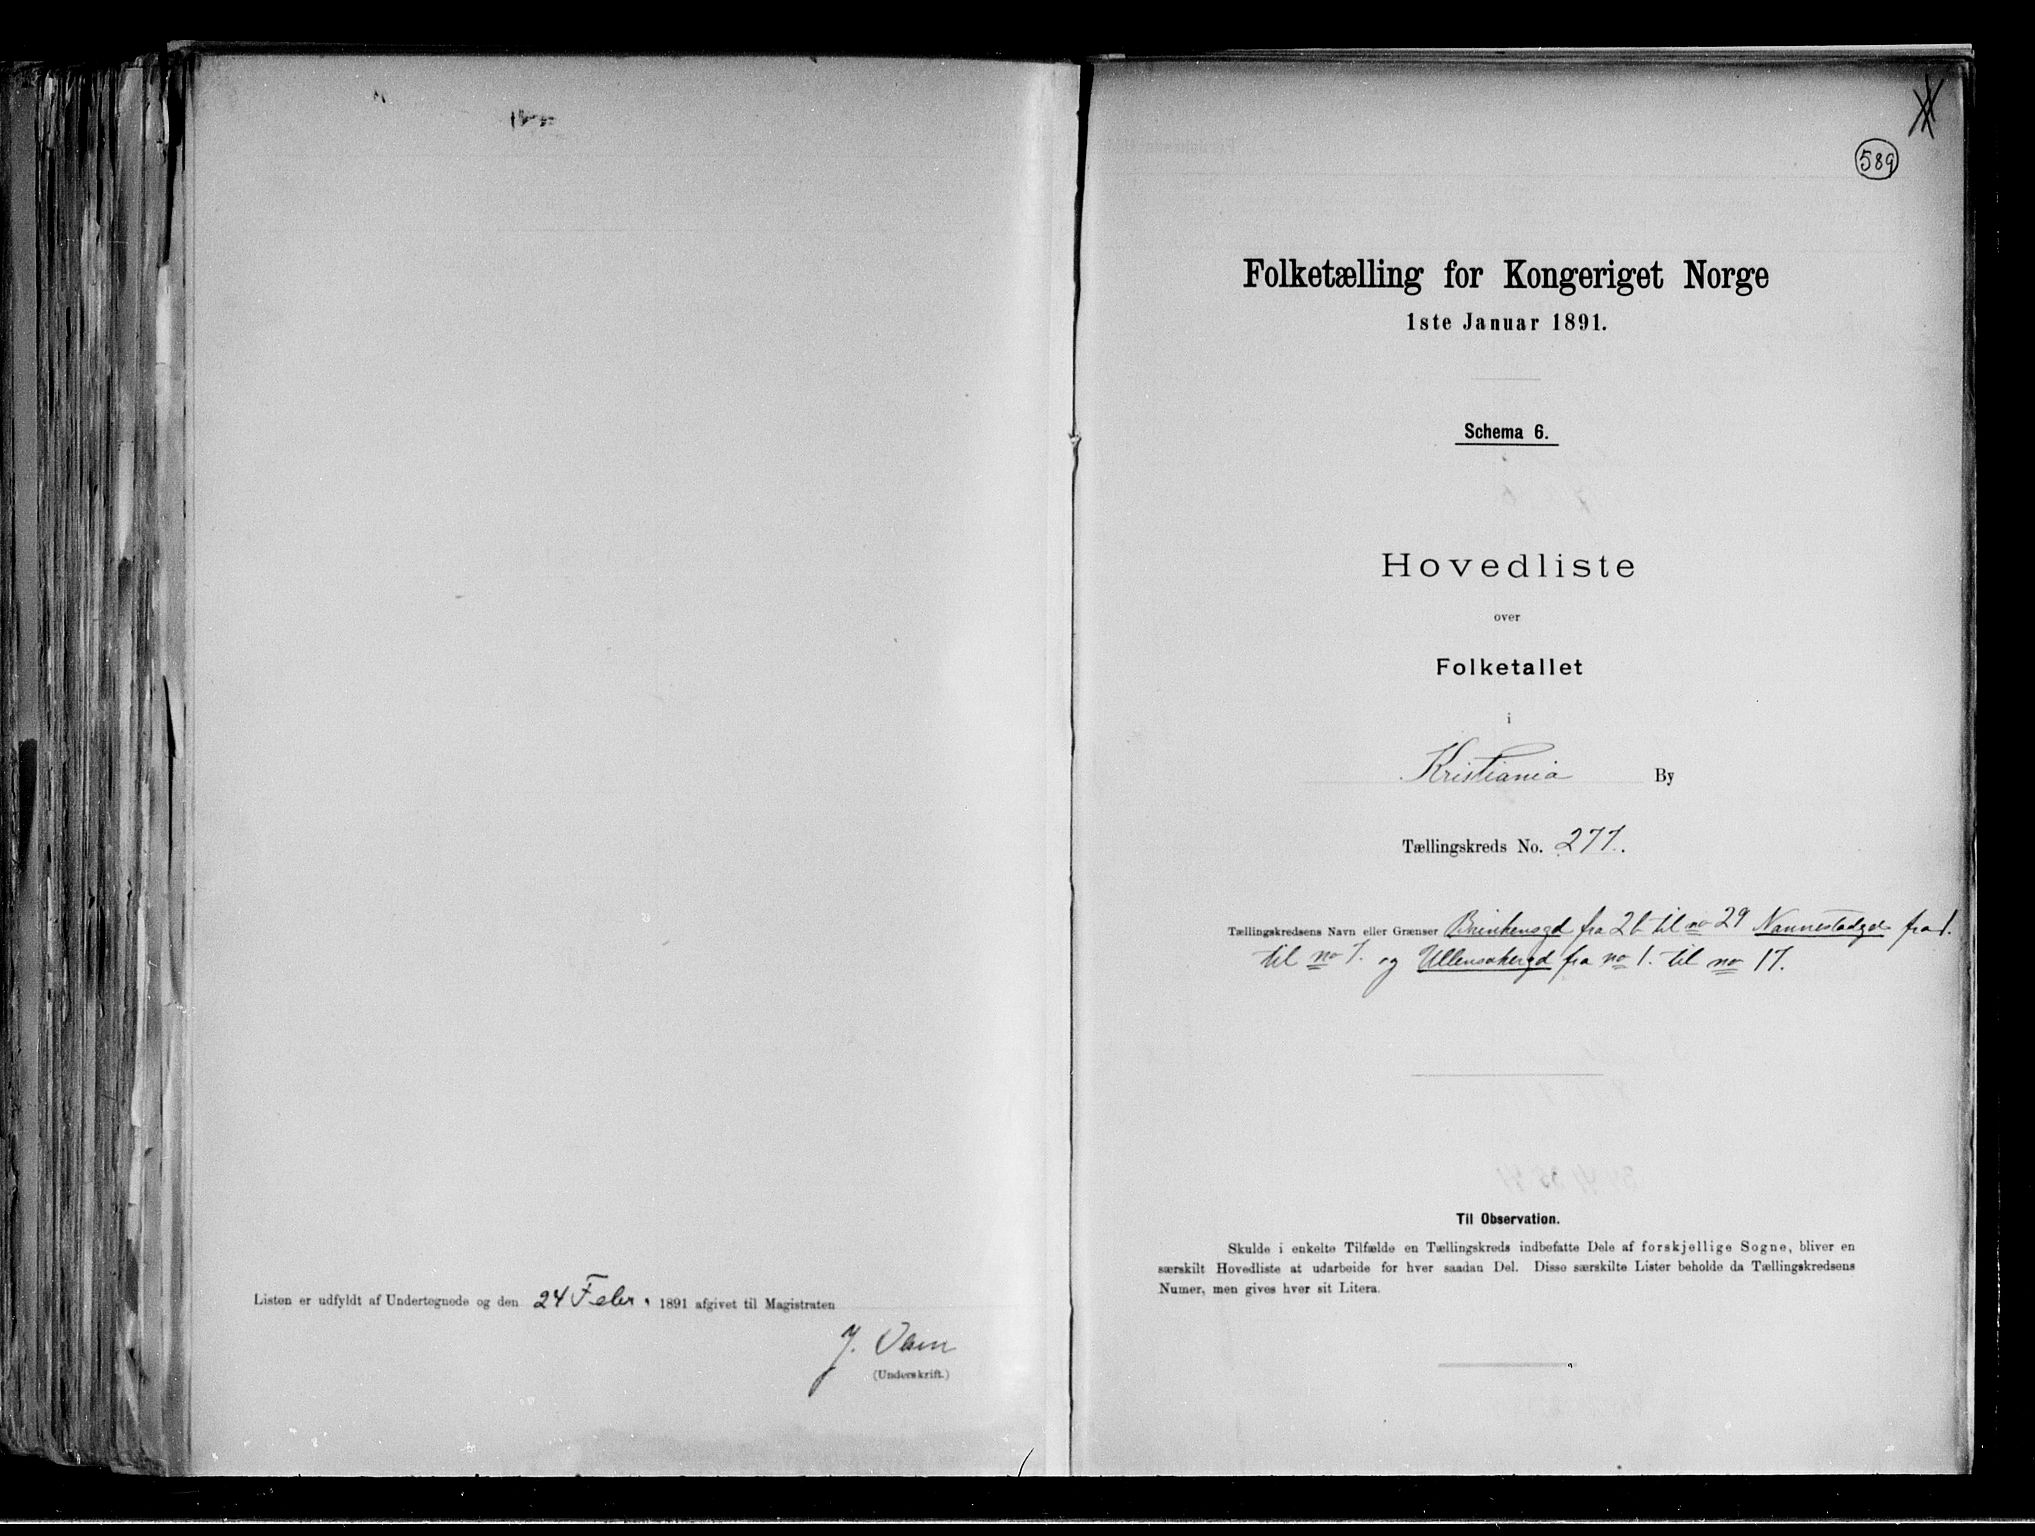 Listen er udfyldt af Undertegnede og den 24 Febr. 1891 afgivet til Magistraten
J.
(Underskrift.)
589
Folketælling for Kongeriget Norge
1ste Januar 1891.
Schema 6.
Hovedliste
over
Folketallet
i
Kristiania By
Tællingskreds No. 277.
Tællingskredsens Navn eller Grænser fra til no 29 Nannestadgd fra 1.
til no 7. og Ullensakergd fra no 1. til no 17.
Til Observation.
Skulde i enkelte Tilfælde en Tællingskreds indbefatte Dele af forskjellige Sogne, bliver en
særskilt Hovedliste at udarbeide for hver saadan Del. Disse særskilte Lister beholde da Tællingskredsens
Numer, men gives hver sit Litera.